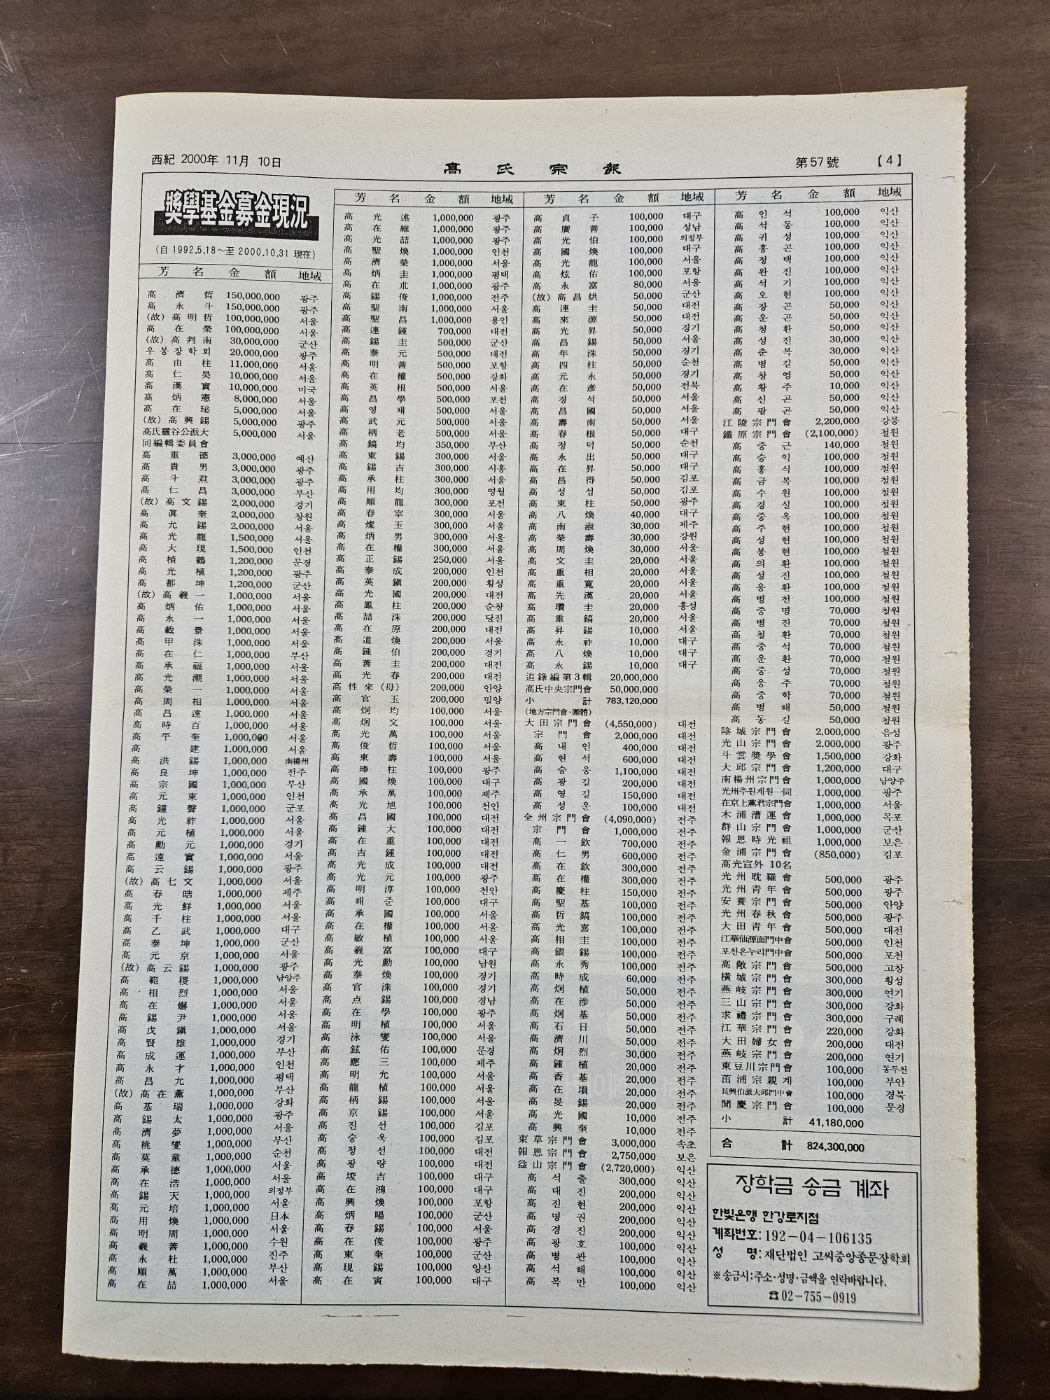 西紀 2000年 11月 10日
高氏宗報
第57號 【4】
奬學基金募金現況
(自 1992.5.18～至 2000.10.31 現在)
芳名 金額 地域
高濟哲 150,000,000 광주
高永斗 150,000,000 광주
(故)高明哲 100,000,000 서울
高在榮 100,000,000 서울
(故)高判南 30,000,000 군산
우봉장학회 20,000,000 광주
高由柱 11,000,000 서울
高仁昊 10,000,000 서울
高漢實 10,000,000 미국
高炳憲 8,000,000 서울
高在珌 5,000,000 서울
(故)高興錫 5,000,000 광주
高氏靈谷公派大 5,000,000 서울
同編輯委員會
高重德 3,000,000 예산
高貴男 3,000,000 광주
高斗君 3,000,000 광주
高仁昌 3,000,000 부산
(故)高文錫 2,000,000 경기
高眞奎 2,000,000 창원
高允錫 2,000,000 서울
高光龍 1,500,000 서울
高大現 1,500,000 인천
高楨鶴 1,200,000 문경
高光植 1,200,000 광주
高都坤 1,200,000 군산
(故)高羲一 1,000,000 서울
高炳佑 1,000,000 서울
高永一 1,000,000 서울
高載景 1,000,000 서울
高甲洙 1,000,000 서울
高在仁 1,000,000 부산
高承福 1,000,000 서울
高光潮 1,000,000 서울
高榮一 1,000,000 서울
高周相 1,000,000 서울
高昌遠 1,000,000 서울
高時百 1,000,000 서울
高平奎 1,000,000 서울
高建 1,000,000 서울
高洪錫 1,000,000 南楊州
高良坤 1,000,000 전주
高宗國 1,000,000 부산
高元東 1,000,000 인천
高鍾聲 1,000,000 군포
高光祚 1,000,000 서울
高元植 1,000,000 서울
高勳元 1,000,000 경기
高遠實 1,000,000 서울
高云錫 1,000,000 광주
(故)高七文 1,000,000 서울
高春晧 1,000,000 제주
高光鮮 1,000,000 서울
高千柱 1,000,000 서울
高乙武 1,000,000 대구
高泰坤 1,000,000 군산
高元京 1,000,000 서울
(故)高云錫 1,000,000 광주
高範稷 1,000,000 남양주
高相烈 1,000,000 서울
高在 1,000,000 서울
高錫尹 1,000,000 서울
高戊鎭 1,000,000 서울
高賢雄 1,000,000 경기
高成運 1,000,000 부산
高永才 1,000,000 인천
高昌允 1,000,000 평택
(故)高在薰 1,000,000 부산
高基瑞 1,000,000 강화
高錫太 1,000,000 광주
高濟夢 1,000,000 서울
高桃燮 1,000,000 부산
高莫童 1,000,000 순천
高承德 1,000,000 서울
高在浩 1,000,000 서울
高錫天 1,000,000 의정부
高元培 1,000,000 서울
高用煥 1,000,000 日本
高明周 1,000,000 서울
高羲菁 1,000,000 수원
高永杜 1,000,000 진주
高順萬 1,000,000 부산
高在喆 1,000,000 서울
芳名 金額 地域
高光述 1,000,000 광주
高在維 1,000,000 광주
高光喆 1,000,000 광주
高聖煥 1,000,000 인천
高濟榮 1,000,000 서울
高炳圭 1,000,000 평택
高在 1,000,000 광주
高錫俊 1,000,000 전주
高聖南 1,000,000 서울
高聖昌 1,000,000 용인
高連鍾 700,000 대전
高錫圭 500,000 군산
高泰元 500,000 대전
高明善 500,000 포항
高在權 500,000 강화
高英根 500,000 서울
高昌學 500,000 포천
高영재 500,000 서울
高武元 500,000 서울
高柄老 500,000 서울
高鎬均 350,000 부산
高東錫 300,000 서울
高錫吉 300,000 시흥
高承柱 300,000 서울
高用均 300,000 영월
高順龍 300,000 포천
高春宰 300,000 서울
高燦玉 300,000 서울
高炳男 300,000 서울
高在權 300,000 서울
高正錫 250,000 서울
高泰成 200,000 인천
高英鎭 200,000 횡성
高光國 200,000 대전
高鳳柱 200,000 순창
高喆洙 200,000 당진
高在原 200,000 대전
高道煥 200,000 서울
高鍾伯 200,000 경기
高菁圭 200,000 대전
高光春 200,000 대전
高性來(母) 200,000 안양
高官玉 200,000 밀양
高炯均 100,000 서울
高炯文 100,000 서울
高光萬 100,000 서울
高俊哲 100,000 서울
高東壽 100,000 서울
高琫柱 100,000 광주
高國煥 100,000 대구
高承萬 100,000 제주
高光旭 100,000 천안
高昌國 100,000 대전
高鍾大 100,000 대전
高在重 100,000 대전
高吉鍾 100,000 대전
高光成 100,000 대전
高光元 100,000 광주
高明淳 100,000 천안
高해준 100,000 대구
高承國 100,000 서울
高在權 100,000 서울
高敏植 100,000 서울
高羲富 100,000 대구
高光勳 100,000 남원
高泰煥 100,000 경기
高官洙 100,000 경기
高点錫 100,000 경남
高在學 100,000 광주
高明植 100,000 서울
高泳燮 100,000 서울
高鉉佑 100,000 문경
高應三 100,000 제주
高明允 100,000 서울
高龍植 100,000 서울
高柄錫 100,000 서울
高京錫 100,000 서울
高진선 100,000 김포
高승욱 100,000 김포
高정선 100,000 대전
高광량 100,000 대전
高埈吉 100,000 대구
高在鴻 100,000 대구
高興煥 100,000 포항
高炳暘 100,000 군산
高春錫 100,000 서울
高在俊 100,000 광주
高東奎 100,000 군산
高現錫 100,000 양산
高在寅 100,000 대구
芳名 金額 地域
高貞子 100,000 대구
高廣善 100,000 성남
高光伯 100,000 의정부
高國煥 100,000 대구
高光龍 100,000 서울
高炫佑 100,000 포항
高永富 80,000 서울
(故)高昌烘 50,000 군산
高連圭 50,000 대전
高來源 50,000 대전
高光昇 50,000 경기
高昌錫 50,000 서울
高年洙 50,000 경기
高四柱 50,000 순천
高元永 50,000 경기
高在彥 50,000 전북
高정석 50,000 서울
高昌國 50,000 서울
高壽南 50,000 서울
高春根 50,000 대구
高정덕 50,000 순천
高永出 50,000 대구
高在昇 50,000 대구
高昌得 50,000 김포
高성성 50,000 김포
高東柱 50,000 광주
高八煥 40,000 대구
高南淑 30,000 제주
高榮壽 30,000 강원
高周煥 30,000 서울
高文圭 20,000 서울
高重相 20,000 서울
高重寬 20,000 서울
高先漢 20,000 서울
高瓚圭 20,000 홍성
高重鎬 20,000 서울
高昇錫 10,000 서울
高永祚 10,000 대구
高八煥 10,000 대구
高永錫 10,000 대구
追錄編第3輯 20,000,000
高氏中央宗門會 50,000,000
小計 783,120,000
(地方宗門會·團體)
大田宗門會 (4,550,000) 대전
宗門會 2,000,000 대전
高내인 400,000 대전
高현석 600,000 대전
高승웅 1,100,000 대전
高광길 200,000 대전
高영길 150,000 대전
高성운 100,000 대전
全州宗門會 (4,090,000) 전주
宗門會 1,000,000 전주
高一欽 700,000 전주
高仁男 600,000 전주
高在欽 300,000 전주
高在權 300,000 전주
高慶柱 150,000 전주
高聖基 100,000 전주
高哲鎬 100,000 전주
高光喜 100,000 전주
高相圭 100,000 전주
高銀錫 100,000 전주
高永秀 100,000 전주
高時成 60,000 전주
高炯植 50,000 전주
高在涉 50,000 전주
高炯基 50,000 전주
高石日 50,000 전주
高濟川 50,000 전주
高炯烈 30,000 전주
高鍾植 20,000 전주
高香基 20,000 전주
高在垻 20,000 전주
高旻錫 20,000 전주
高光國 10,000 전주
高興奎 10,000 전주
東草宗門會 3,000,000 속초
報恩宗門會 2,750,000 보은
益山宗門會 (2,720,000) 익산
高석출 300,000 익산
高대진 200,000 익산
高진현 200,000 익산
高명권 200,000 익산
高경진 200,000 익산
高광호 100,000 익산
高병관 100,000 익산
高석해 100,000 익산
高복만 100,000 익산
芳名 金額 地域
高인석 100,000 익산
高석동 100,000 익산
高귀성 100,000 익산
高홍곤 100,000 익산
高정택 100,000 익산
高완진 100,000 익산
高석기 100,000 익산
高오현 100,000 익산
高장곤 50,000 익산
高운곤 50,000 익산
高청환 50,000 익산
高성진 30,000 익산
高춘복 30,000 익산
高병길 50,000 익산
高창영 50,000 익산
高황주 10,000 익산
高신곤 50,000 익산
高팔곤 50,000 익산
江陵宗門會 2,200,000 강릉
鐵原宗門會 (2,100,000) 철원
高중근 140,000 철원
高승익 100,000 철원
高홍식 100,000 철원
高금복 100,000 철원
高수원 100,000 철원
高경실 100,000 철원
高중옥 100,000 철원
高주현 100,000 철원
高성현 100,000 철원
高봉현 100,000 철원
高의환 100,000 철원
高성진 100,000 철원
高응환 100,000 철원
高병천 100,000 철원
高중명 70,000 철원
高병진 70,000 철원
高청환 70,000 철원
高중석 70,000 철원
高운환 70,000 철원
高중성 70,000 철원
高응주 70,000 철원
高중학 70,000 철원
高병해 50,000 철원
高동길 50,000 철원
陰城宗門會 2,000,000 음성
光山宗門會 2,000,000 광주
斗雲奬學會 1,500,000 강화
大邱宗門會 1,200,000 대구
南楊州宗門會 1,000,000 남양주
光州주원계원一同 1,000,000 광주
在京上黨君宗門會 1,000,000 서울
木浦漕運會 1,000,000 목포
群山宗門會 1,000,000 군산
報恩時光祖 1,000,000 보은
金浦宗門會 (850,000) 김포
高光宜外 10名
光州耽羅會 500,000 광주
光州靑年會 500,000 광주
安養宗門會 500,000 안양
光州春秋會 500,000 광주
大田靑年會 500,000 대전
江華仙源面門中會 500,000 인천
포천온누리門中會 500,000 포천
高敞宗門會 500,000 고창
橫城宗門會 300,000 횡성
燕岐宗門會 300,000 연기
三山宗門會 300,000 강화
求禮宗門會 300,000 구례
江華宗門會 220,000 강화
大田婦女會 200,000 대전
燕岐宗門會 200,000 연기
東豆川宗門會 100,000 동두천
茁浦宗親계 100,000 부안
長興伯派大邱門中會 100,000 경북
聞慶宗門會 100,000 문경
小計 41,180,000
合計 824,300,000
장학금 송금 계좌
한빛은행 한강로지점
계좌번호: 192-04-106135
성 명: 재단법인 고씨중앙종문장학회
※송금시: 주소·성명·금액을 연락바랍니다.
☎02-755-0919